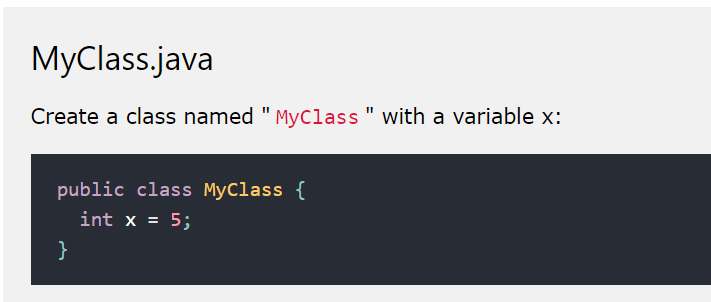 MyClass.java
Create a class named "MyClass" with a variable x:
public class MyClass {
  int x = 5;
}